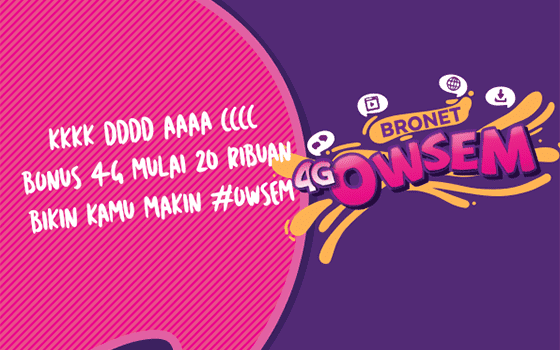 KKKK DDDD AAAA CCCC
BONUS 4G MULAI 20 RIBUAN
BIKIN KAMU MAKIN #OWSEM
BRONET
4G OWSEM